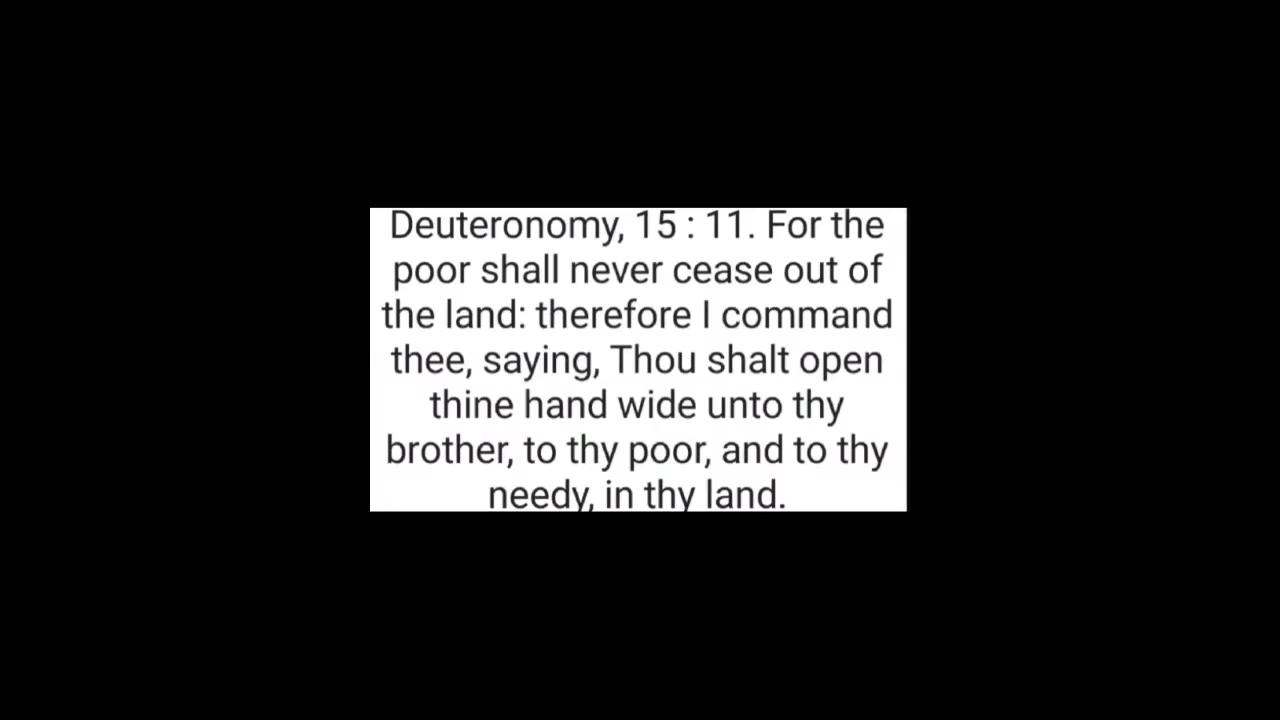 Deuteronomy, 15 : 11. For the
poor shall never cease out of
the land: therefore I command
thee, saying, Thou shalt open
thine hand wide unto thy
brother, to thy poor, and to thy
needy, in thy land.